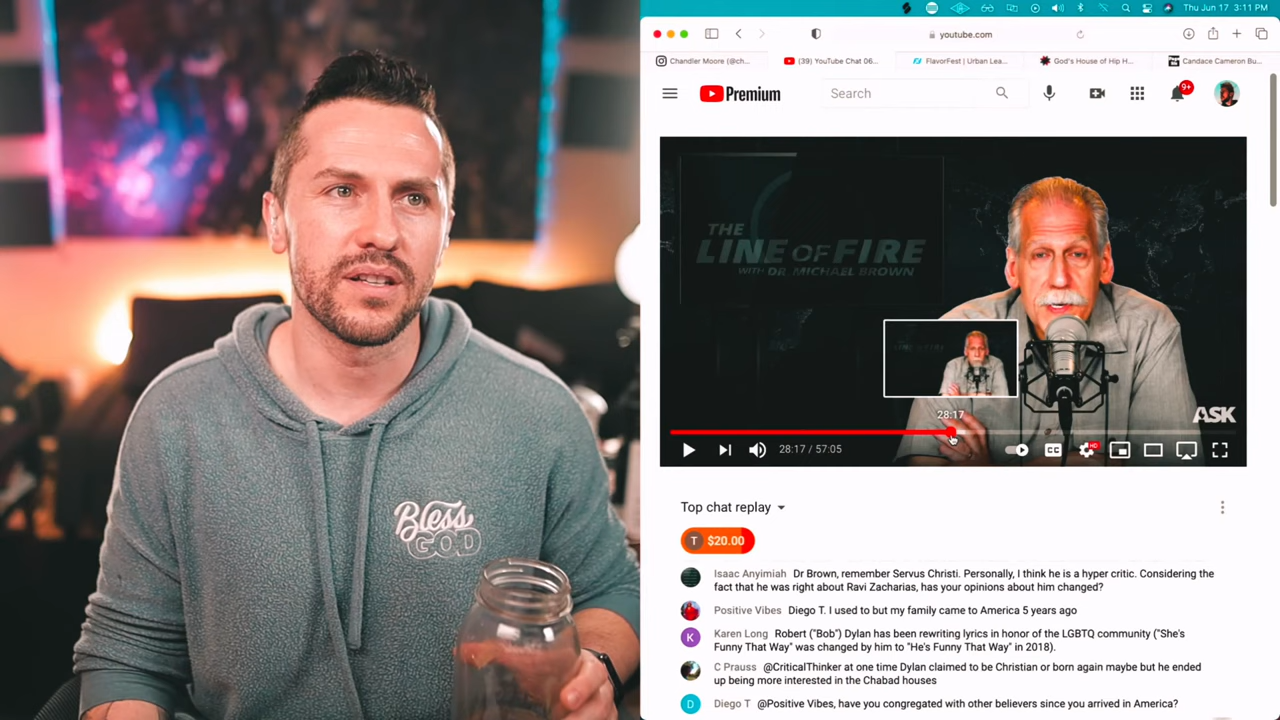 Thu Jun 17 3:11 PM
youtube.com
Chandler Moore (@ch...
(39) YouTube Chat 06...
FlavorFest | Urban Lea...
God's House of Hip H...
Candace Cameron Bu...
Premium
Search
9+
THE
LINE OF FIRE
WITH DR. MICHAEL BROWN
28:17
ASK
28:17 / 57:05
CC
HD
Bless
GOD
Top chat replay
T $20.00
Isaac Anyimiah Dr Brown, remember Servus Christi. Personally, I think he is a hyper critic. Considering the
fact that he was right about Ravi Zacharias, has your opinions about him changed?
Positive Vibes Diego T. I used to but my family came to America 5 years ago
K Karen Long Robert ("Bob") Dylan has been rewriting lyrics in honor of the LGBTQ community ("She's
Funny That Way" was changed by him to "He's Funny That Way" in 2018).
C Prauss @CriticalThinker at one time Dylan claimed to be Christian or born again maybe but he ended
up being more interested in the Chabad houses
D Diego T @Positive Vibes, have you congregated with other believers since you arrived in America?